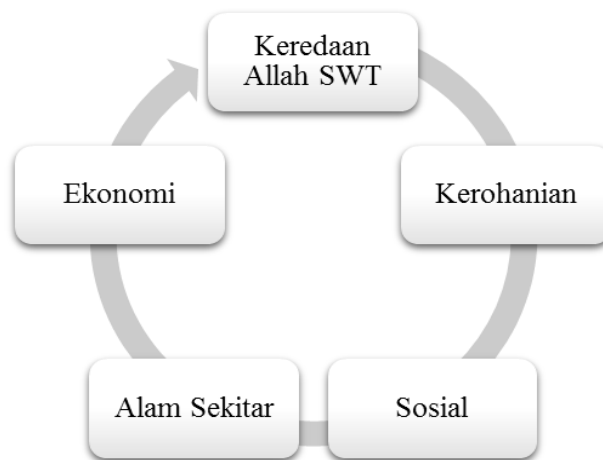 Keredaan
Allah SWT
Kerohanian
Sosial
Alam Sekitar
Ekonomi